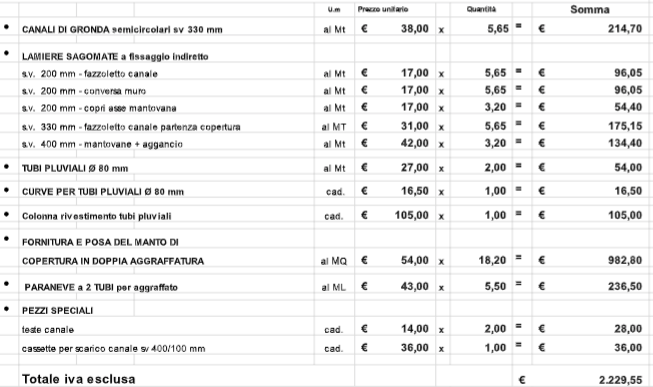 U.m Prezzo unitario Quantità Somma
• CANALI DI GRONDA semicircolari sv 330 mm al Mt € 38,00 x 5,65 = € 214,70
• LAMIERE SAGOMATE a fissaggio indiretto
s.v. 200 mm - fazzoletto canale al Mt € 17,00 x 5,65 = € 96,05
s.v. 200 mm - conversa muro al Mt € 17,00 x 5,65 = € 96,05
s.v. 200 mm - copri asse mantovana al Mt € 17,00 x 3,20 = € 54,40
s.v. 330 mm - fazzoletto canale partenza copertura al MT € 31,00 x 5,65 = € 175,15
s.v. 400 mm - mantovane + aggancio al Mt € 42,00 x 3,20 = € 134,40
• TUBI PLUVIALI Ø 80 mm al Mt € 27,00 x 2,00 = € 54,00
• CURVE PER TUBI PLUVIALI Ø 80 mm cad. € 16,50 x 1,00 = € 16,50
• Colonna rivestimento tubi pluviali cad. € 105,00 x 1,00 = € 105,00
• FORNITURA E POSA DEL MANTO DI
COPERTURA IN DOPPIA AGGRAFFATURA al MQ € 54,00 x 18,20 = € 982,80
• PARANEVE a 2 TUBI per aggraffato al ML € 43,00 x 5,50 = € 236,50
• PEZZI SPECIALI
teste canale cad. € 14,00 x 2,00 = € 28,00
cassette per scarico canale sv 400/100 mm cad. € 36,00 x 1,00 = € 36,00
Totale iva esclusa € 2.229,55